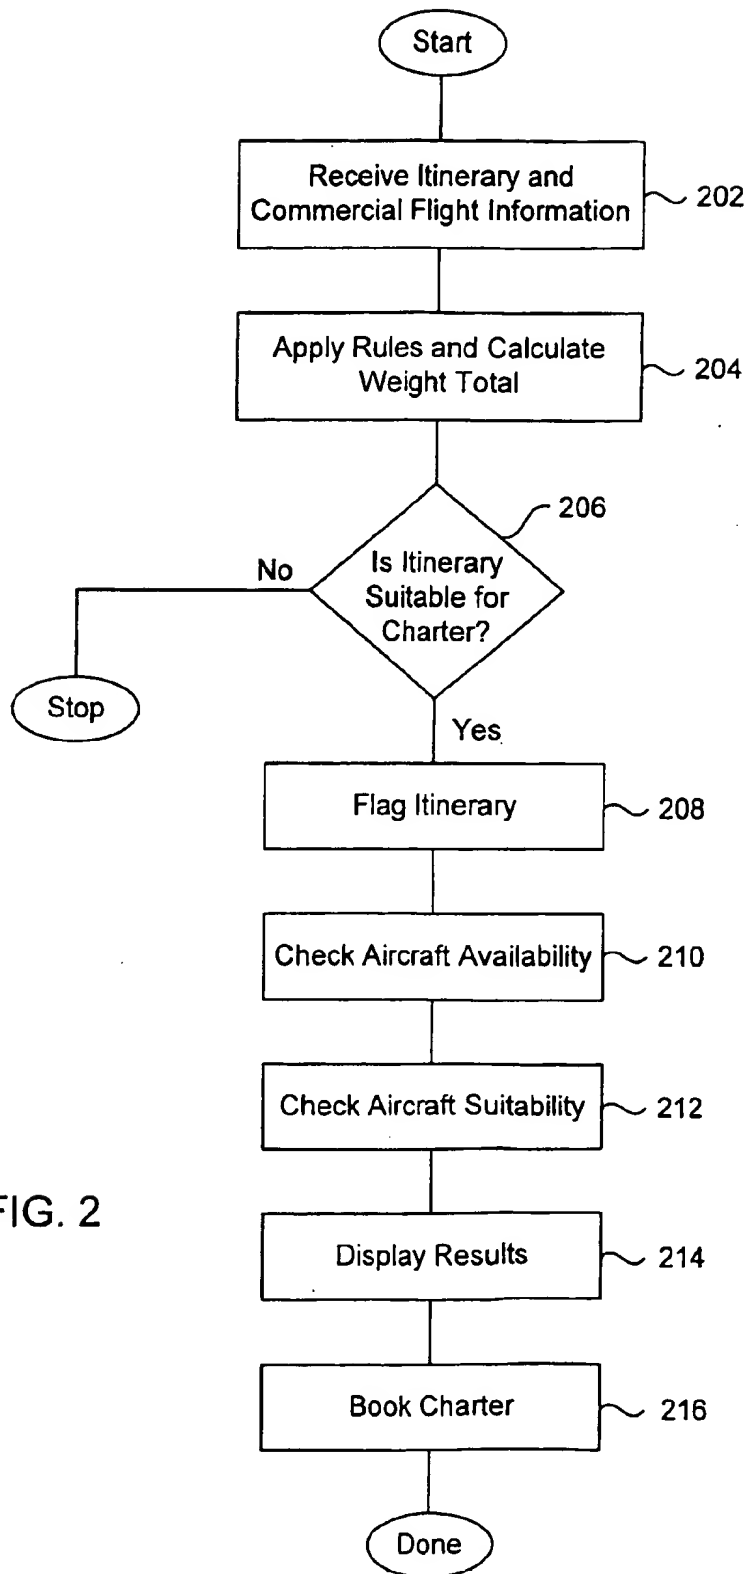 Start
Receive Itinerary and
Commercial Flight Information
202
Apply Rules and Calculate
Weight Total
204
206
Is Itinerary
Suitable for
Charter?
No
Stop
Yes
Flag Itinerary
208
Check Aircraft Availability
210
Check Aircraft Suitability
212
FIG. 2
Display Results
214
Book Charter
216
Done